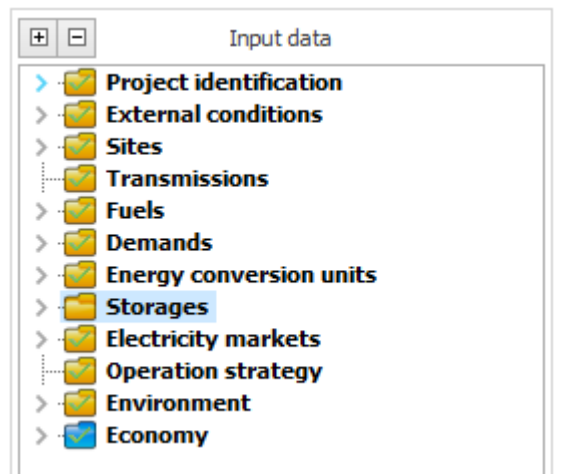 Input data
Project identification
External conditions
Sites
Transmissions
Fuels
Demands
Energy conversion units
Storages
Electricity markets
Operation strategy
Environment
Economy